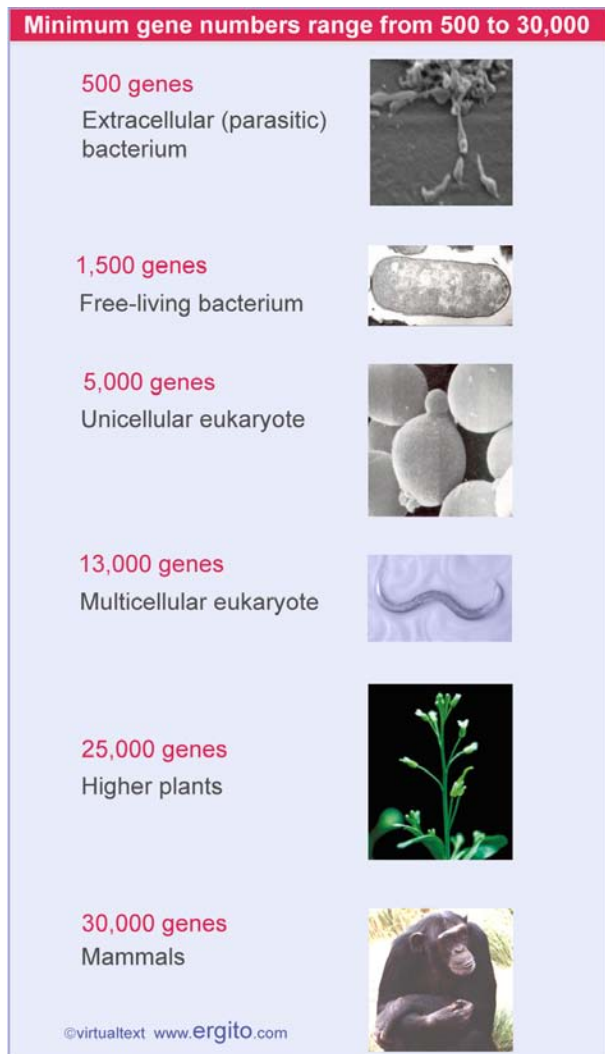 Minimum gene numbers range from 500 to 30,000
500 genes
Extracellular (parasitic)
bacterium
1,500 genes
Free-living bacterium
5,000 genes
Unicellular eukaryote
13,000 genes
Multicellular eukaryote
25,000 genes
Higher plants
30,000 genes
Mammals
©virtualtext www.ergito.com